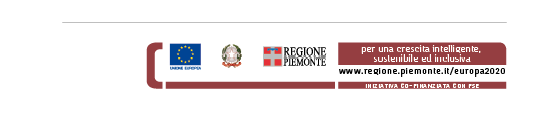 UNIONE EUROPEA
REGIONE
PIEMONTE
per una crescita intelligente,
sostenibile ed inclusiva
www.regione.piemonte.it/europa2020
INIZIATIVA CO-FINANZIATA CON FSE